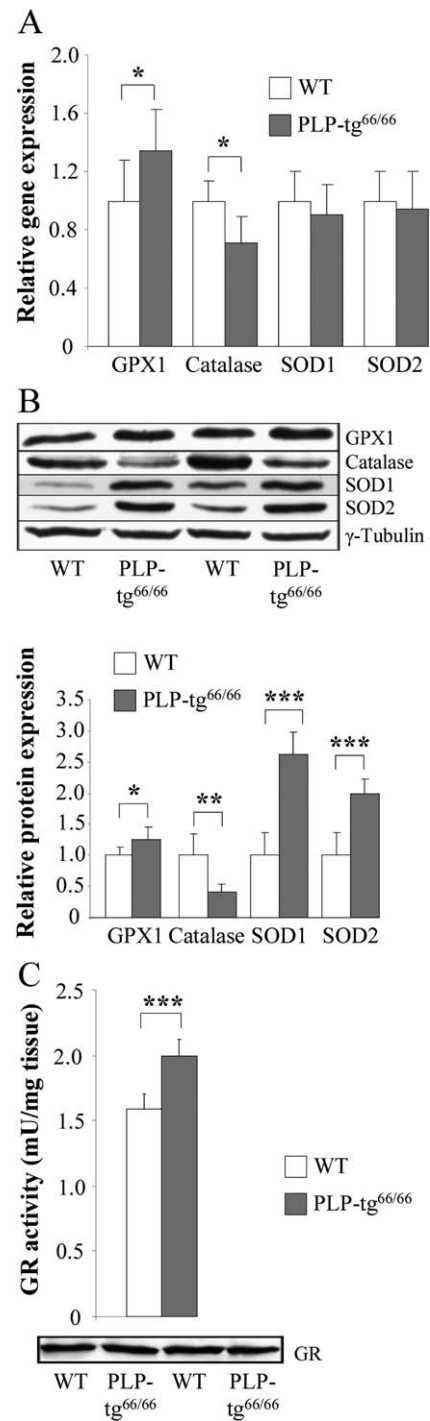 A
Relative gene expression
2.0
1.6
1.2
0.8
0.4
0
* *
WT
PLP-tg66/66
GPX1 Catalase SOD1 SOD2
B
GPX1
Catalase
SOD1
SOD2
γ-Tubulin
WT PLP-tg66/66 WT PLP-tg66/66
WT
PLP-tg66/66
Relative protein expression
3.5
3.0
2.5
2.0
1.5
1.0
0.5
0
* ** *** ***
GPX1 Catalase SOD1 SOD2
C
GR activity (mU/mg tissue)
2.5
2.0
1.5
1.0
0.5
0
***
WT
PLP-tg66/66
GR
WT PLP-tg66/66 WT PLP-tg66/66